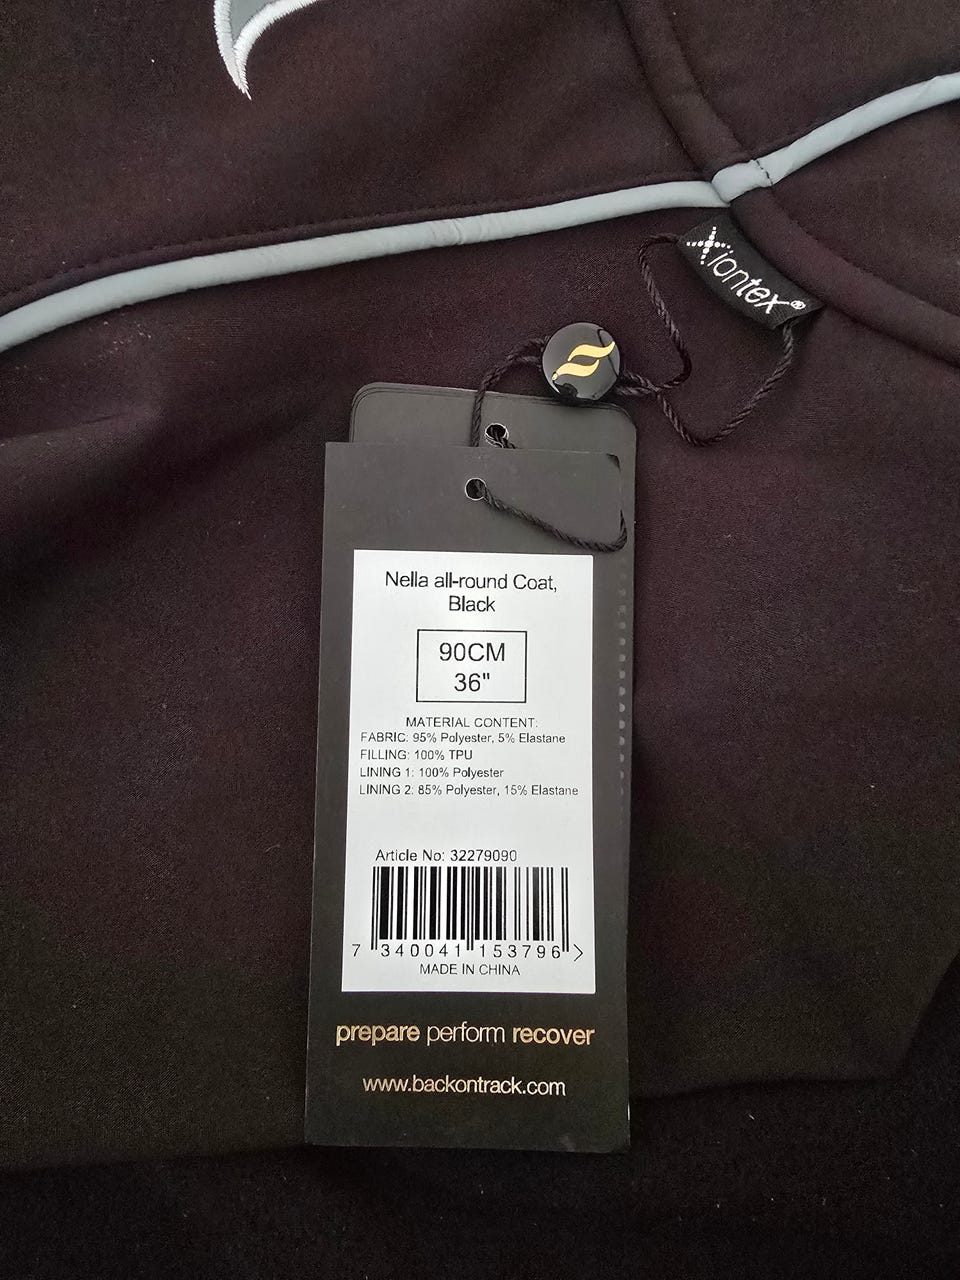 Xiontex®
Nella all-round Coat,
Black
90CM
36"
MATERIAL CONTENT:
FABRIC: 95% Polyester, 5% Elastane
FILLING: 100% TPU
LINING 1: 100% Polyester
LINING 2: 85% Polyester, 15% Elastane
Article No: 32279090
7 340041 153796 >
MADE IN CHINA
prepare perform recover
www.backontrack.com